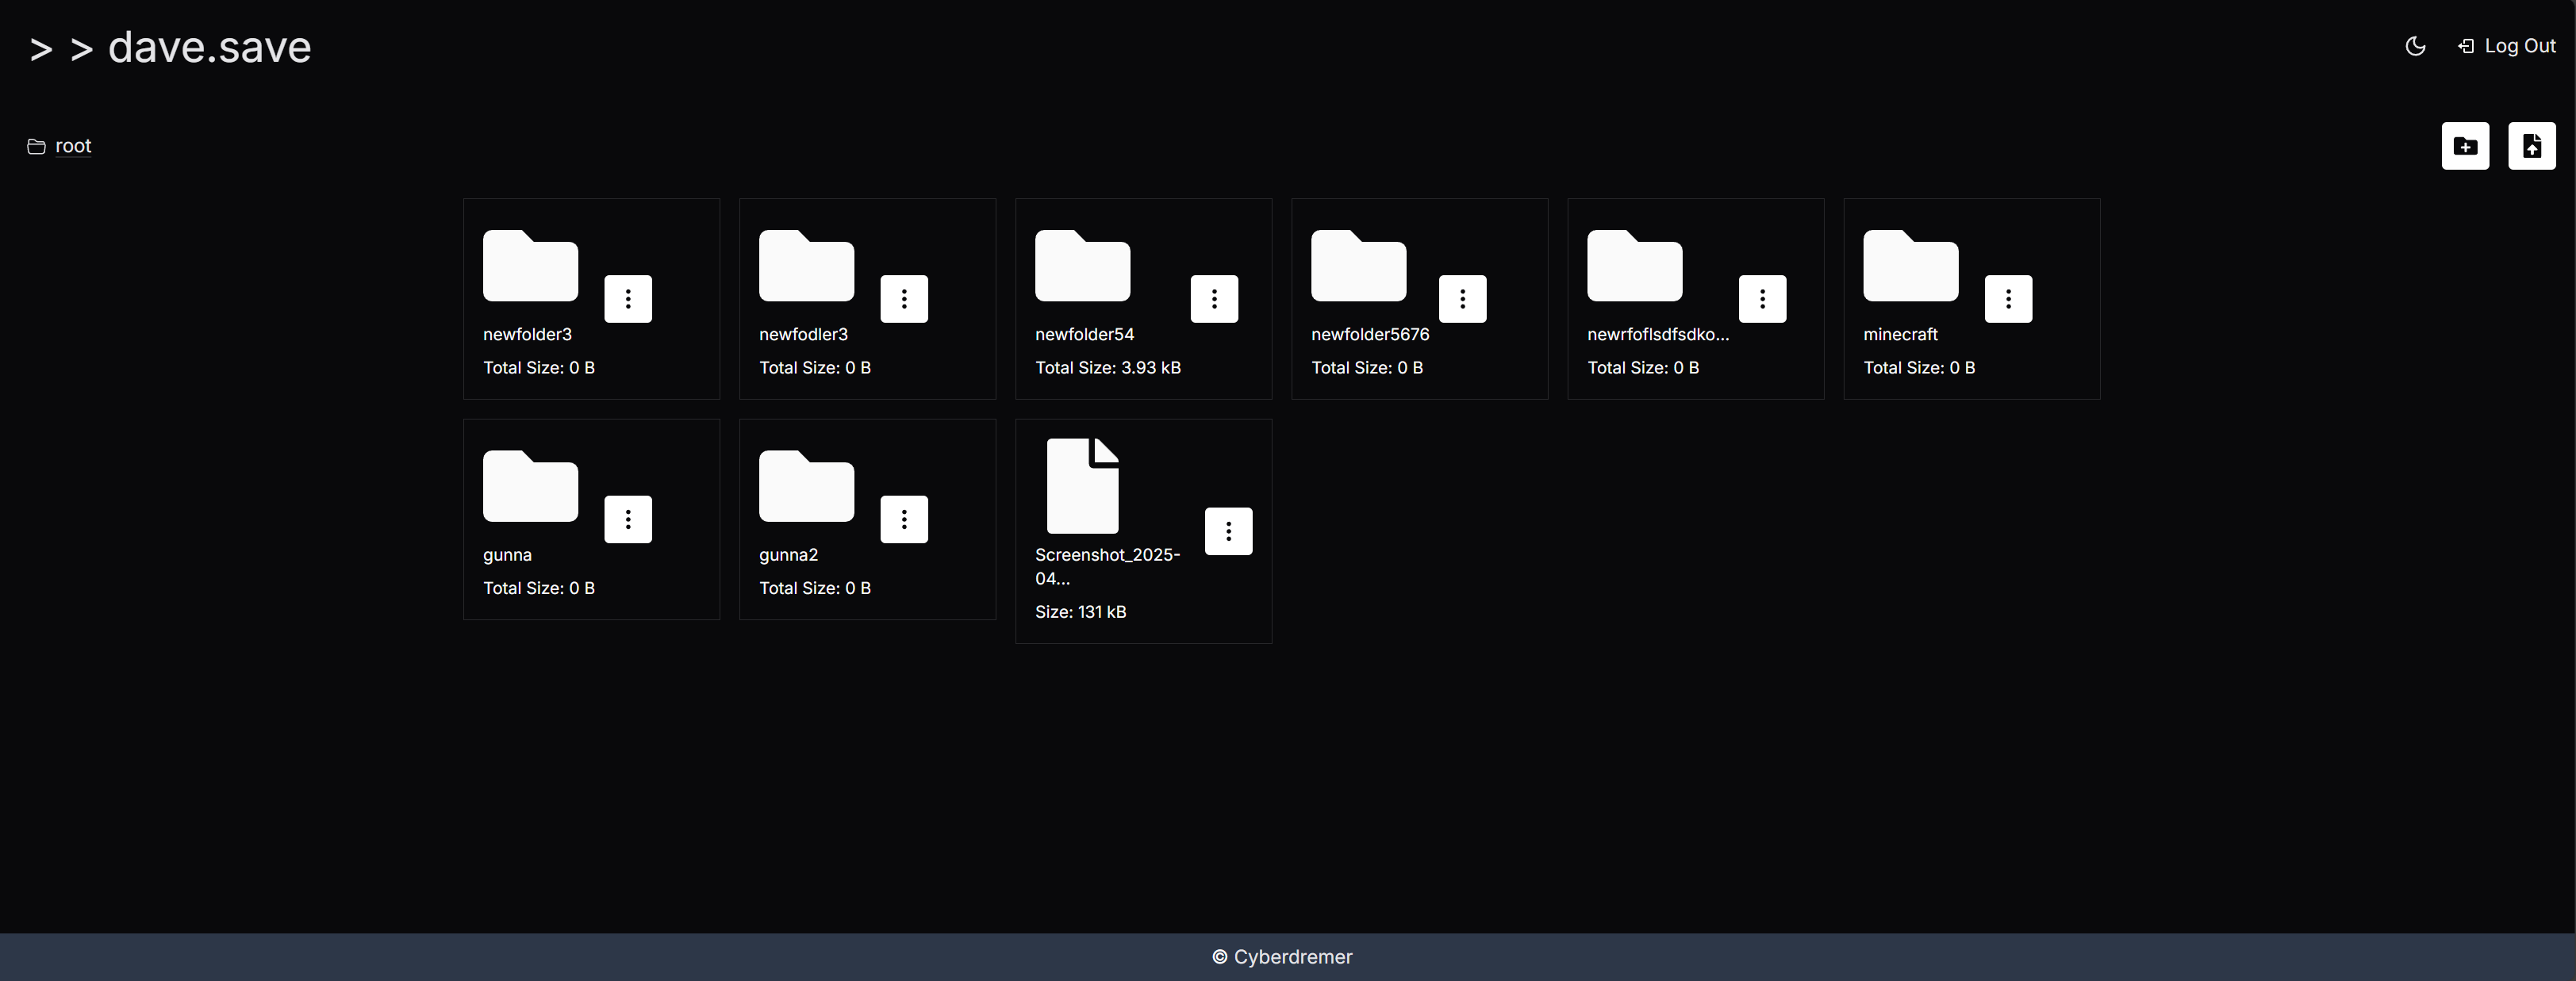 > > dave.save
Log Out
root
newfolder3
Total Size: 0 B
newfodler3
Total Size: 0 B
newfolder54
Total Size: 3.93 kB
newfolder5676
Total Size: 0 B
newrfoflsdfsdko...
Total Size: 0 B
minecraft
Total Size: 0 B
gunna
Total Size: 0 B
gunna2
Total Size: 0 B
Screenshot_2025-
04...
Size: 131 kB
© Cyberdremer